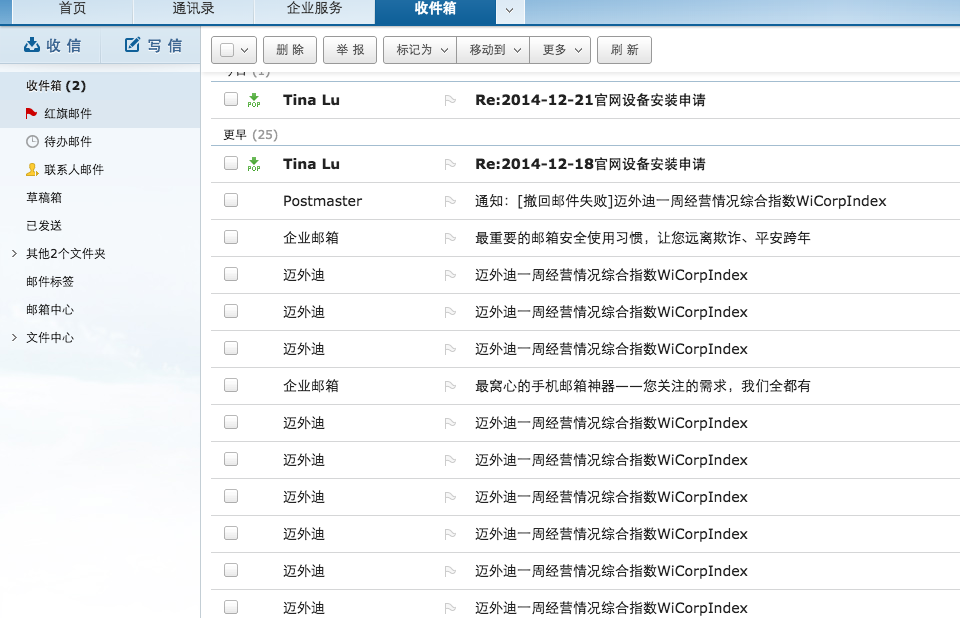 首页 通讯录 企业服务 收件箱
收信 写信
删除 举报 标记为 移动到 更多 刷新
收件箱 (2)
红旗邮件
待办邮件
联系人邮件
草稿箱
已发送
其他2个文件夹
邮件标签
邮箱中心
文件中心
今日 (1)
POP Tina Lu Re:2014-12-21官网设备安装申请
更早 (25)
POP Tina Lu Re:2014-12-18官网设备安装申请
Postmaster 通知：[撤回邮件失败]迈外迪一周经营情况综合指数WiCorpIndex
企业邮箱 最重要的邮箱安全使用习惯，让您远离欺诈、平安跨年
迈外迪 迈外迪一周经营情况综合指数WiCorpIndex
迈外迪 迈外迪一周经营情况综合指数WiCorpIndex
迈外迪 迈外迪一周经营情况综合指数WiCorpIndex
企业邮箱 最窝心的手机邮箱神器——您关注的需求，我们全都有
迈外迪 迈外迪一周经营情况综合指数WiCorpIndex
迈外迪 迈外迪一周经营情况综合指数WiCorpIndex
迈外迪 迈外迪一周经营情况综合指数WiCorpIndex
迈外迪 迈外迪一周经营情况综合指数WiCorpIndex
迈外迪 迈外迪一周经营情况综合指数WiCorpIndex
迈外迪 迈外迪一周经营情况综合指数WiCorpIndex